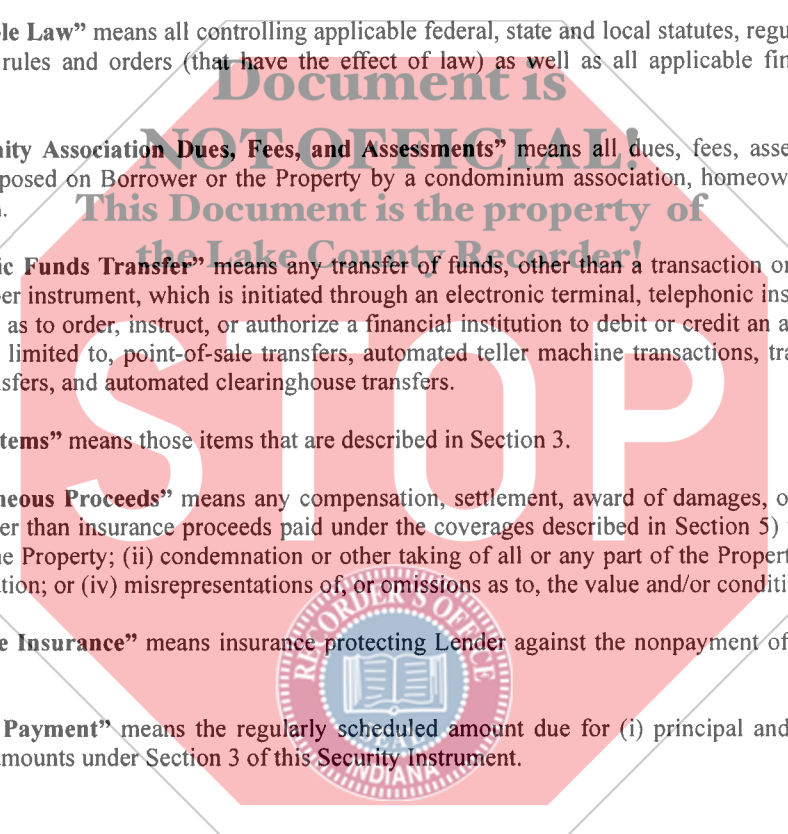 le Law” means all controlling applicable federal, state and local statutes, regu
rules and orders (that have the effect of law) as well as all applicable fin
Document is
NOT OFFICIAL!
ity Association Dues, Fees, and Assessments” means all dues, fees, asse
posed on Borrower or the Property by a condominium association, homeow
.
This Document is the property of
the Lake County Recorder!
ic Funds Transfer” means any transfer of funds, other than a transaction or
er instrument, which is initiated through an electronic terminal, telephonic ins
as to order, instruct, or authorize a financial institution to debit or credit an a
limited to, point-of-sale transfers, automated teller machine transactions, tra
sfers, and automated clearinghouse transfers.
STOP
tems” means those items that are described in Section 3.
neous Proceeds” means any compensation, settlement, award of damages, o
er than insurance proceeds paid under the coverages described in Section 5)
e Property; (ii) condemnation or other taking of all or any part of the Propert
tion; or (iv) misrepresentations of, or omissions as to, the value and/or conditi
RECORDER'S OFFICE
e Insurance” means insurance protecting Lender against the nonpayment of
Payment” means the regularly scheduled amount due for (i) principal and
SEAL
mounts under Section 3 of this Security Instrument.
INDIANA